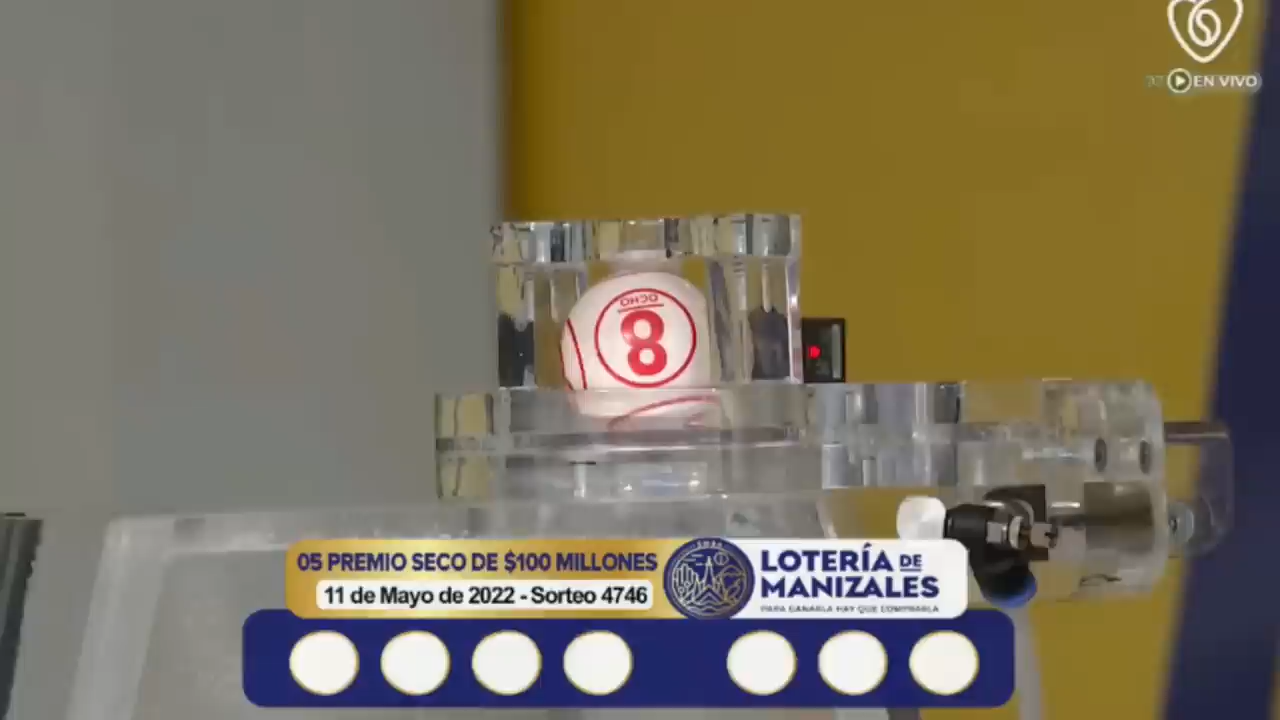 EN VIVO
OCHO
8
05 PREMIO SECO DE $100 MILLONES
11 de Mayo de 2022 - Sorteo 4746
LOTERÍA DE
MANIZALES
PARA GANARLA HAY QUE COMPRARLA